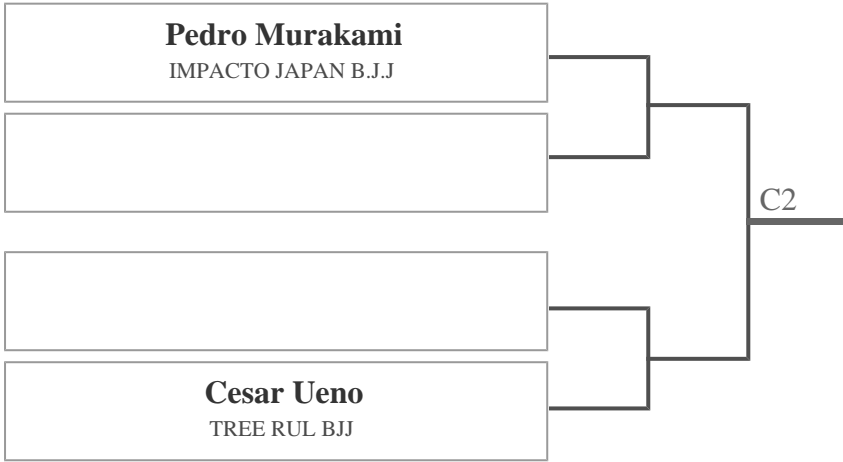 Pedro Murakami
IMPACTO JAPAN B.J.J
C2
Cesar Ueno
TREE RUL BJJ